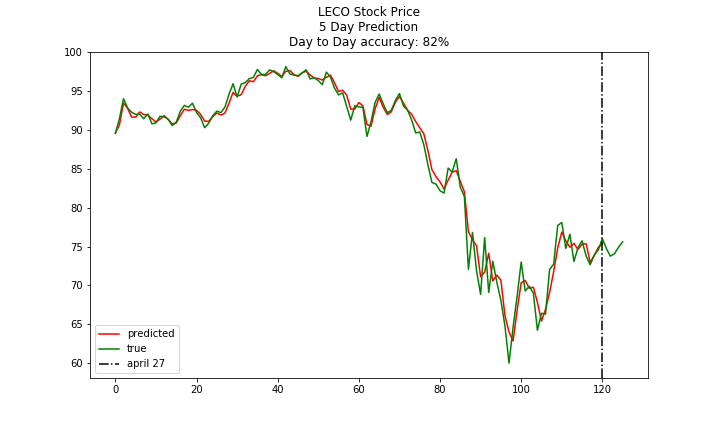 LECO Stock Price
5 Day Prediction
Day to Day accuracy: 82%
100
95
90
85
80
75
70
65
60
predicted
true
april 27
0 20 40 60 80 100 120